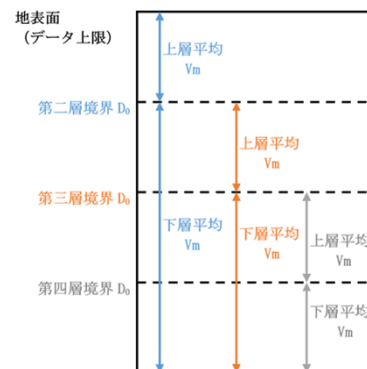 地表面
（データ上限）
上層平均
Vm
第二層境界 D₀
上層平均
Vm
第三層境界 D₀
下層平均
Vm
下層平均
Vm
上層平均
Vm
第四層境界 D₀
下層平均
Vm